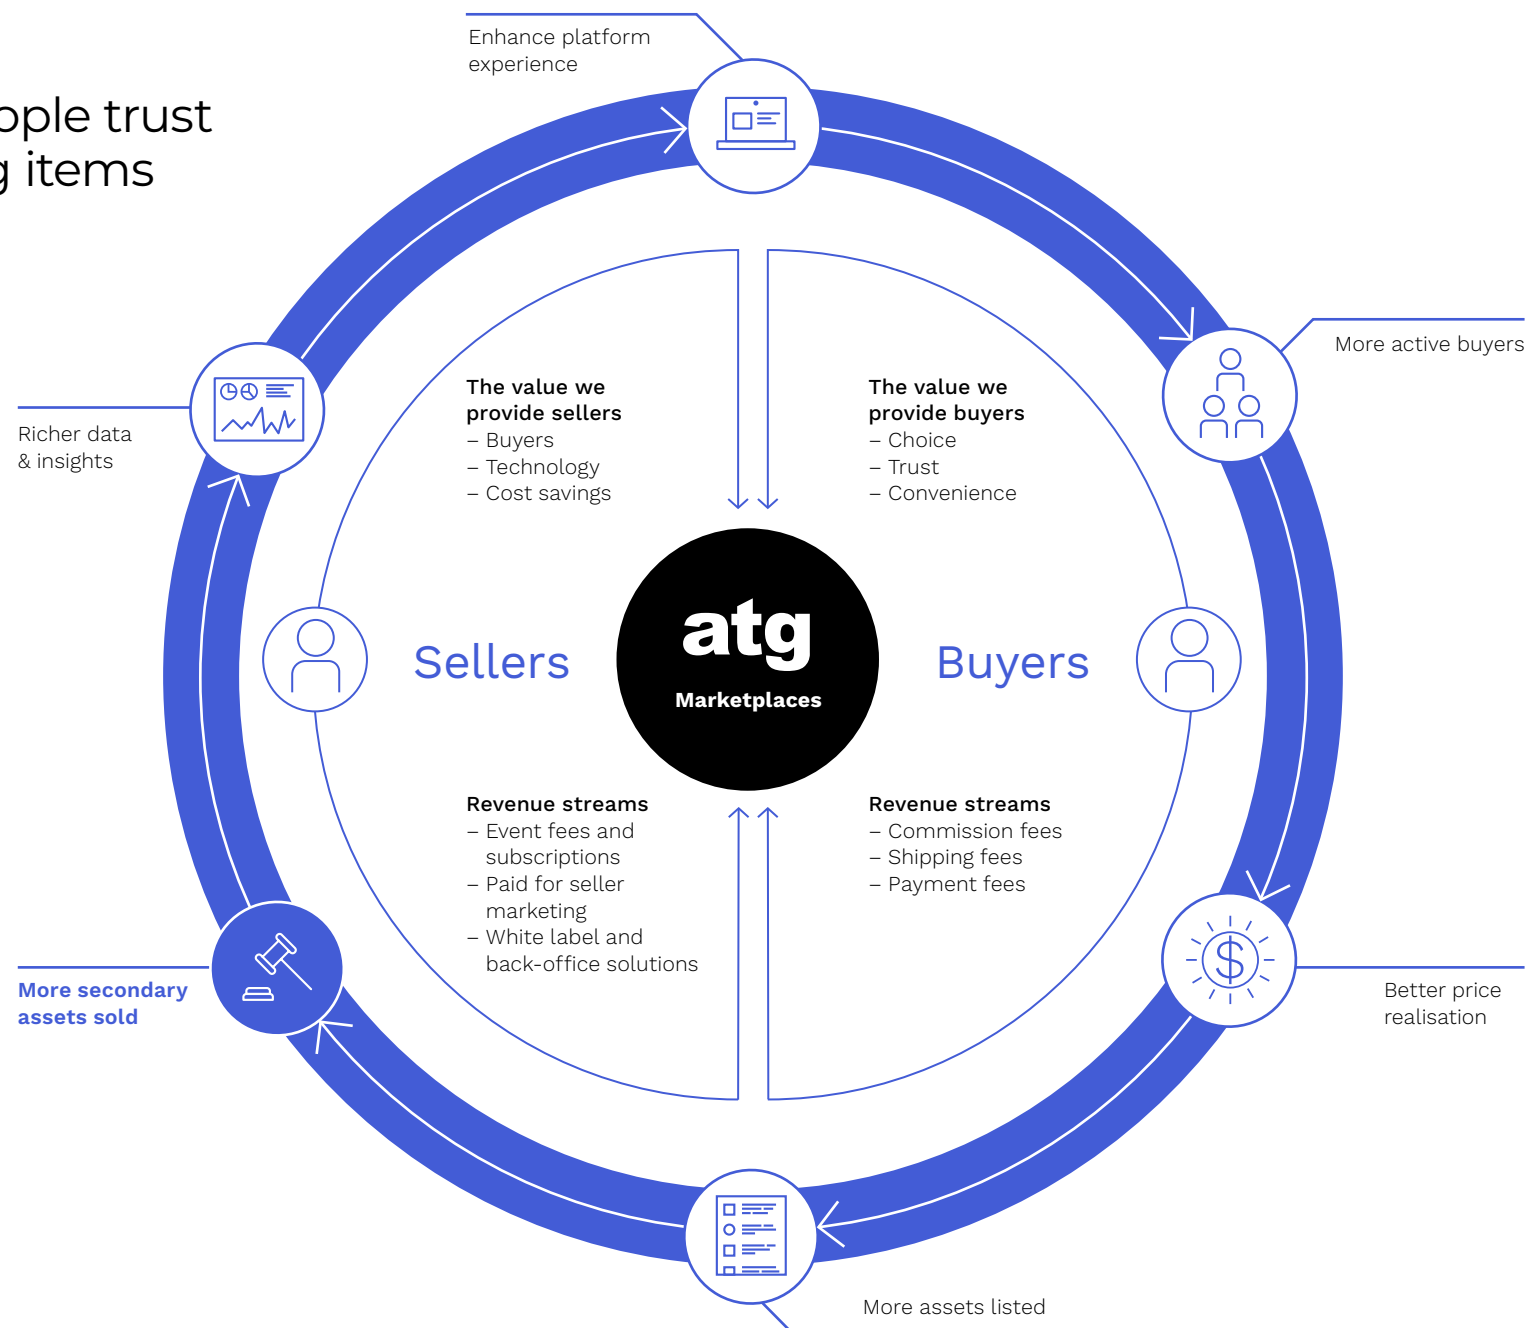 Enhance platform
experience
ople trust
g items
More active buyers
Richer data
& insights
The value we
provide sellers
– Buyers
– Technology
– Cost savings
The value we
provide buyers
– Choice
– Trust
– Convenience
Sellers
atg
Marketplaces
Buyers
Revenue streams
– Event fees and
subscriptions
– Paid for seller
marketing
– White label and
back-office solutions
Revenue streams
– Commission fees
– Shipping fees
– Payment fees
More secondary
assets sold
$
Better price
realisation
More assets listed